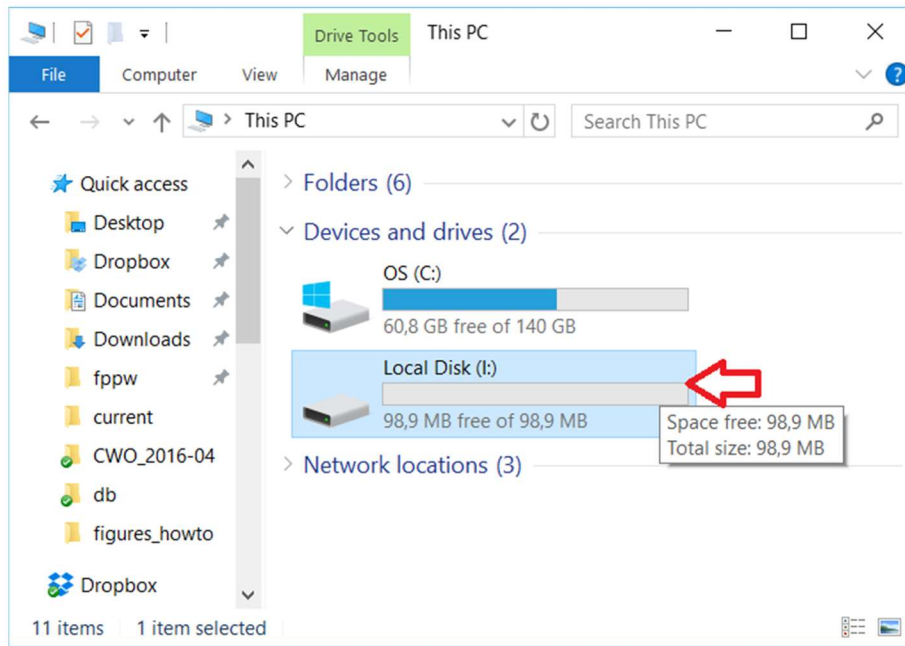 Drive Tools
This PC
File
Computer
View
Manage
?
This PC
Search This PC
Quick access
Desktop
Dropbox
Documents
Downloads
fppw
current
CWO_2016-04
db
figures_howto
Dropbox
Folders (6)
Devices and drives (2)
OS (C:)
60,8 GB free of 140 GB
Local Disk (I:)
98,9 MB free of 98,9 MB
Space free: 98,9 MB
Total size: 98,9 MB
Network locations (3)
11 items
1 item selected